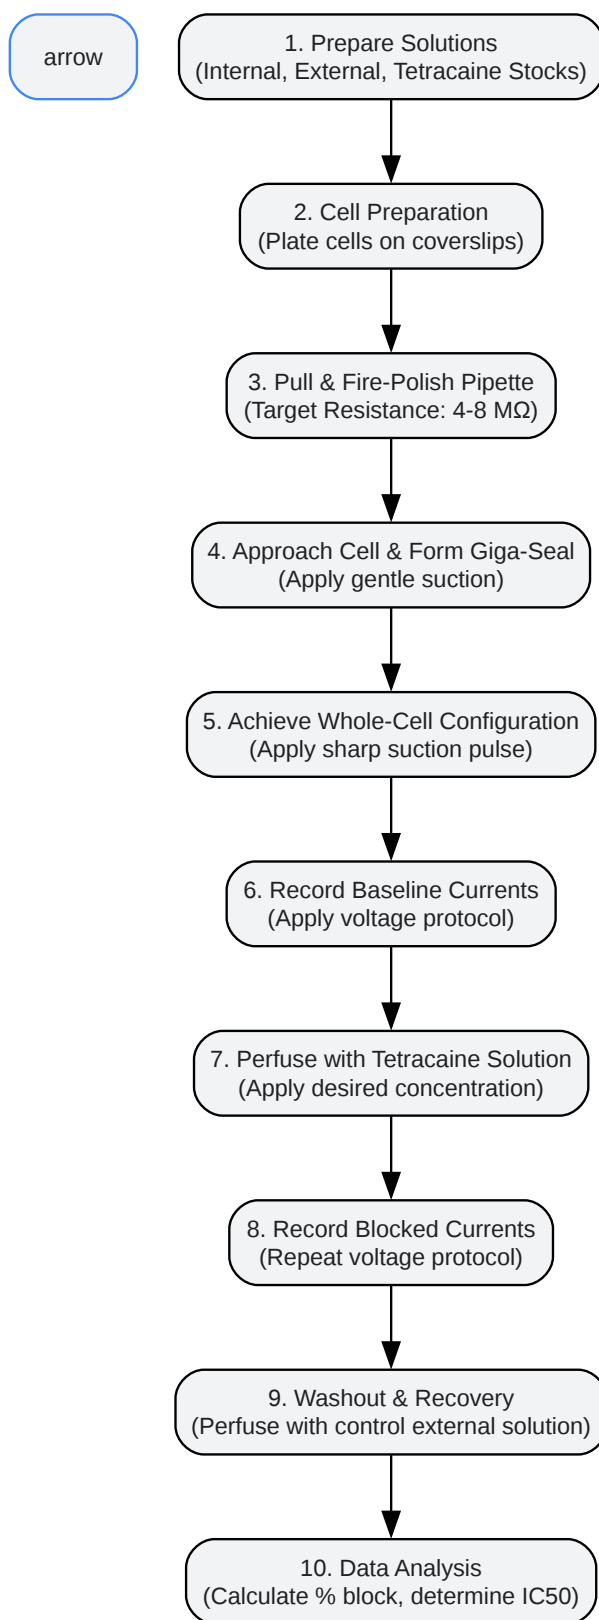 arrow
1. Prepare Solutions
(Internal, External, Tetracaine Stocks)
2. Cell Preparation
(Plate cells on coverslips)
3. Pull & Fire-Polish Pipette
(Target Resistance: 4-8 MΩ)
4. Approach Cell & Form Giga-Seal
(Apply gentle suction)
5. Achieve Whole-Cell Configuration
(Apply sharp suction pulse)
6. Record Baseline Currents
(Apply voltage protocol)
7. Perfuse with Tetracaine Solution
(Apply desired concentration)
8. Record Blocked Currents
(Repeat voltage protocol)
9. Washout & Recovery
(Perfuse with control external solution)
10. Data Analysis
(Calculate % block, determine IC50)